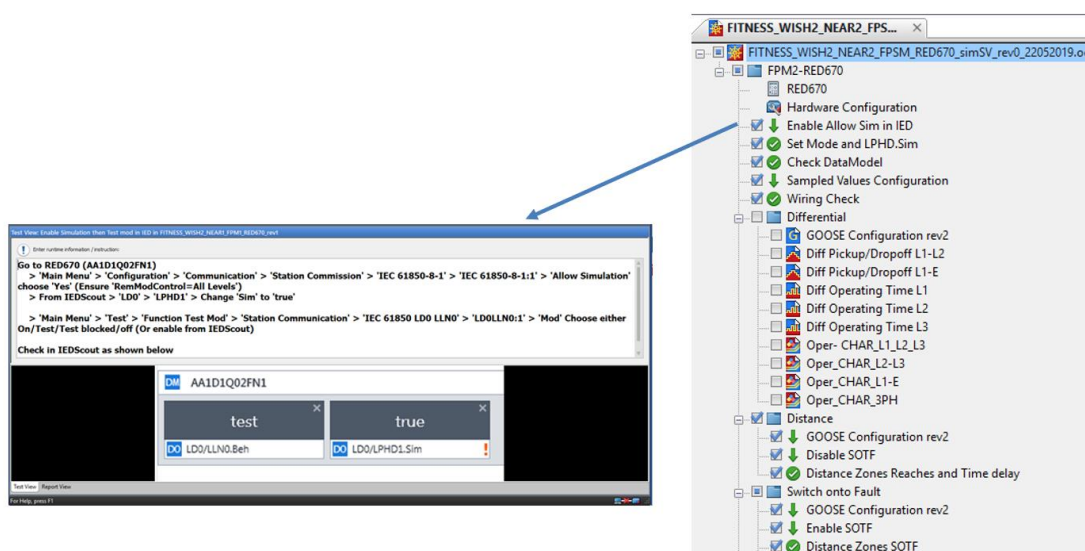 FITNESS_WISH2_NEAR2_FPS...
FITNESS_WISH2_NEAR2_FPSM_RED670_simSV_rev0_22052019.o
FPM2-RED670
RED670
Hardware Configuration
Enable Allow Sim in IED
Set Mode and LPHD.Sim
Check DataModel
Sampled Values Configuration
Wiring Check
Differential
GOOSE Configuration rev2
Diff Pickup/Dropoff L1-L2
Diff Pickup/Dropoff L1-E
Diff Operating Time L1
Diff Operating Time L2
Diff Operating Time L3
Oper- CHAR_L1_L2_L3
Oper_CHAR_L2-L3
Oper_CHAR_L1-E
Oper_CHAR_3PH
Distance
GOOSE Configuration rev2
Disable SOTF
Distance Zones Reaches and Time delay
Switch onto Fault
GOOSE Configuration rev2
Enable SOTF
Distance Zones SOTF
Test View: Enable Simulation then Test mod in IED in FITNESS_WISH2_NEAR1_FPM1_RED670_rev1
Enter runtime information / instruction:
Go to RED670 (AA1D1Q02FN1)
> 'Main Menu' > 'Configuration' > 'Communication' > 'Station Commission' > 'IEC 61850-8-1' > 'IEC 61850-8-1:1' > 'Allow Simulation'
choose 'Yes' (Ensure 'RemModControl=All Levels')
> From IEDScout > 'LD0' > 'LPHD1' > Change 'Sim' to 'true'
> 'Main Menu' > 'Test' > 'Function Test Mod' > 'Station Communication' > 'IEC 61850 LD0 LLN0' > 'LD0LLN0:1' > 'Mod' Choose either
On/Test/Test blocked/off (Or enable from IEDScout)
Check in IEDScout as shown below
DM AA1D1Q02FN1
test
true
DO LD0/LLN0.Beh
DO LD0/LPHD1.Sim
Test View Report View
For Help, press F1